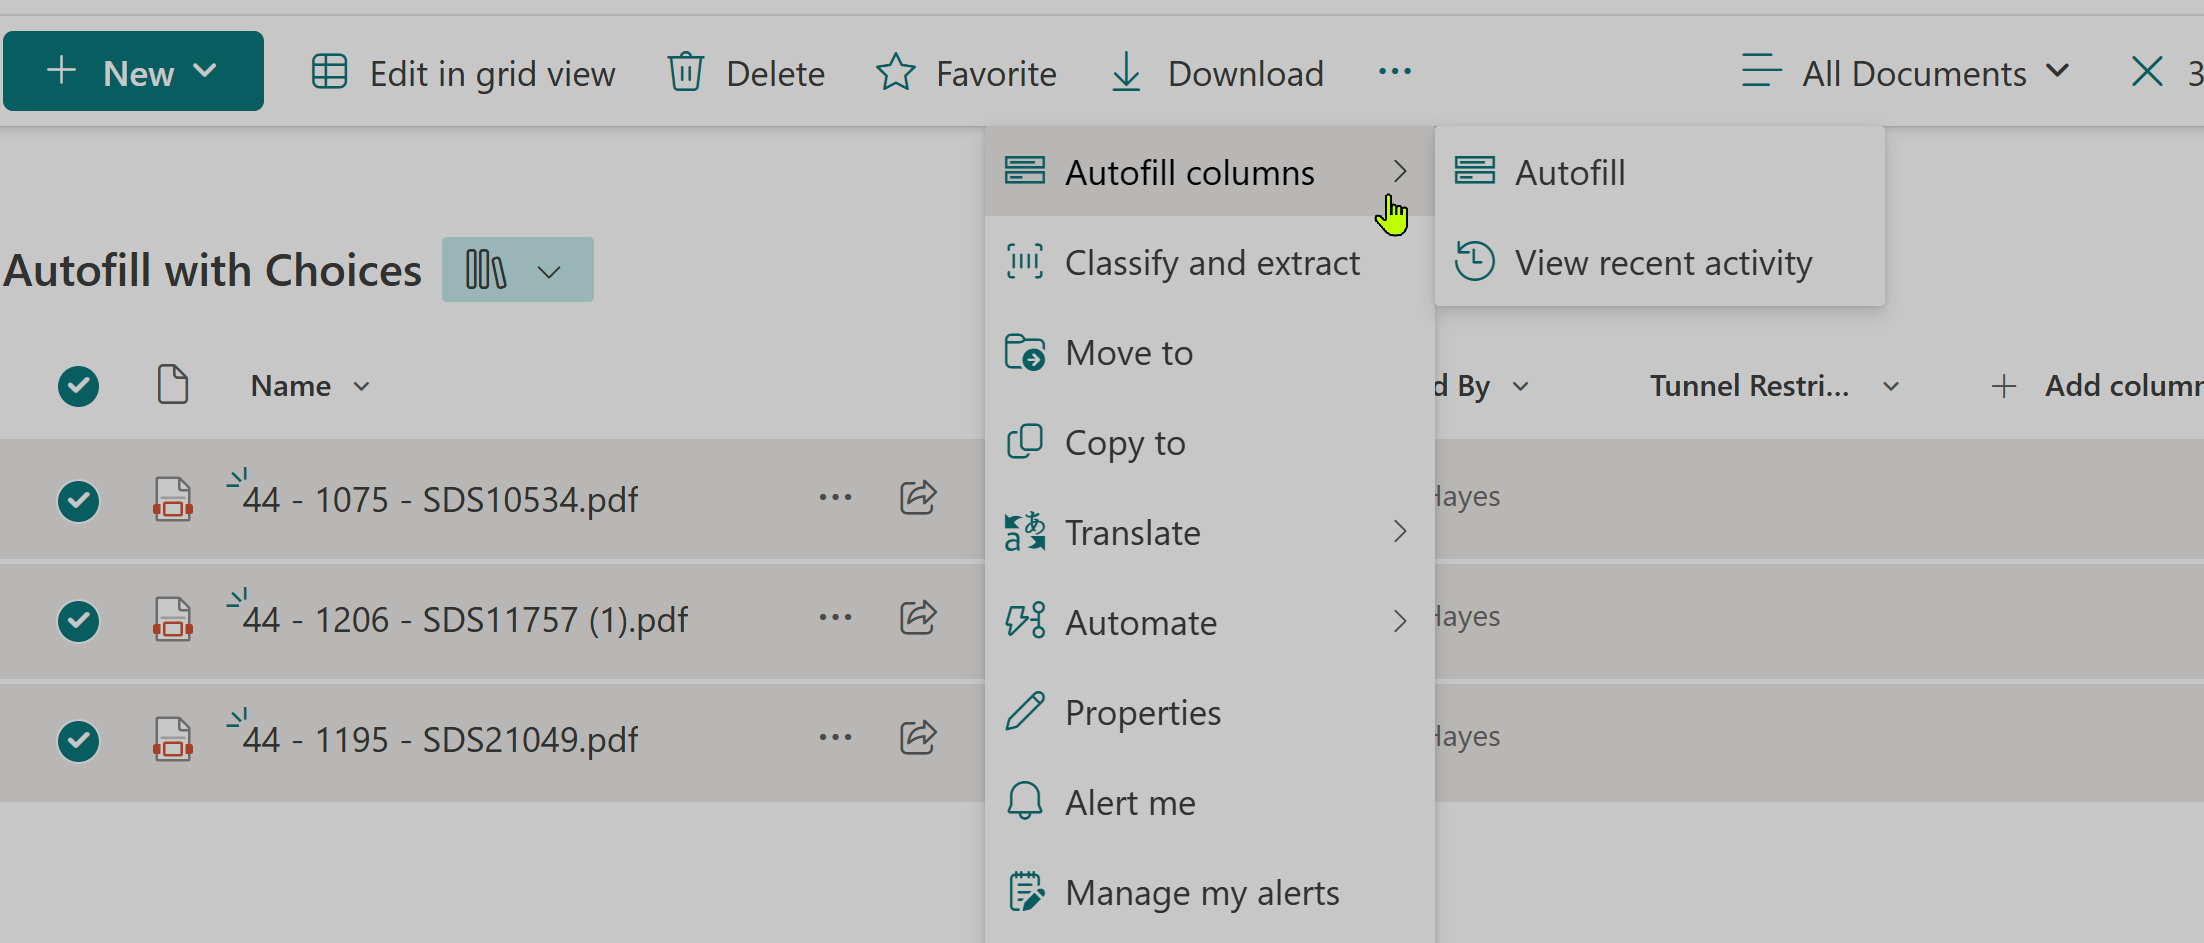 New
Edit in grid view
Delete
Favorite
Download
All Documents
3
Autofill columns
Autofill
Classify and extract
View recent activity
Autofill with Choices
Move to
Name
d By
Tunnel Restri...
Add column
Copy to
44 - 1075 - SDS10534.pdf
Hayes
Translate
44 - 1206 - SDS11757 (1).pdf
Hayes
Automate
Properties
44 - 1195 - SDS21049.pdf
Hayes
Alert me
Manage my alerts